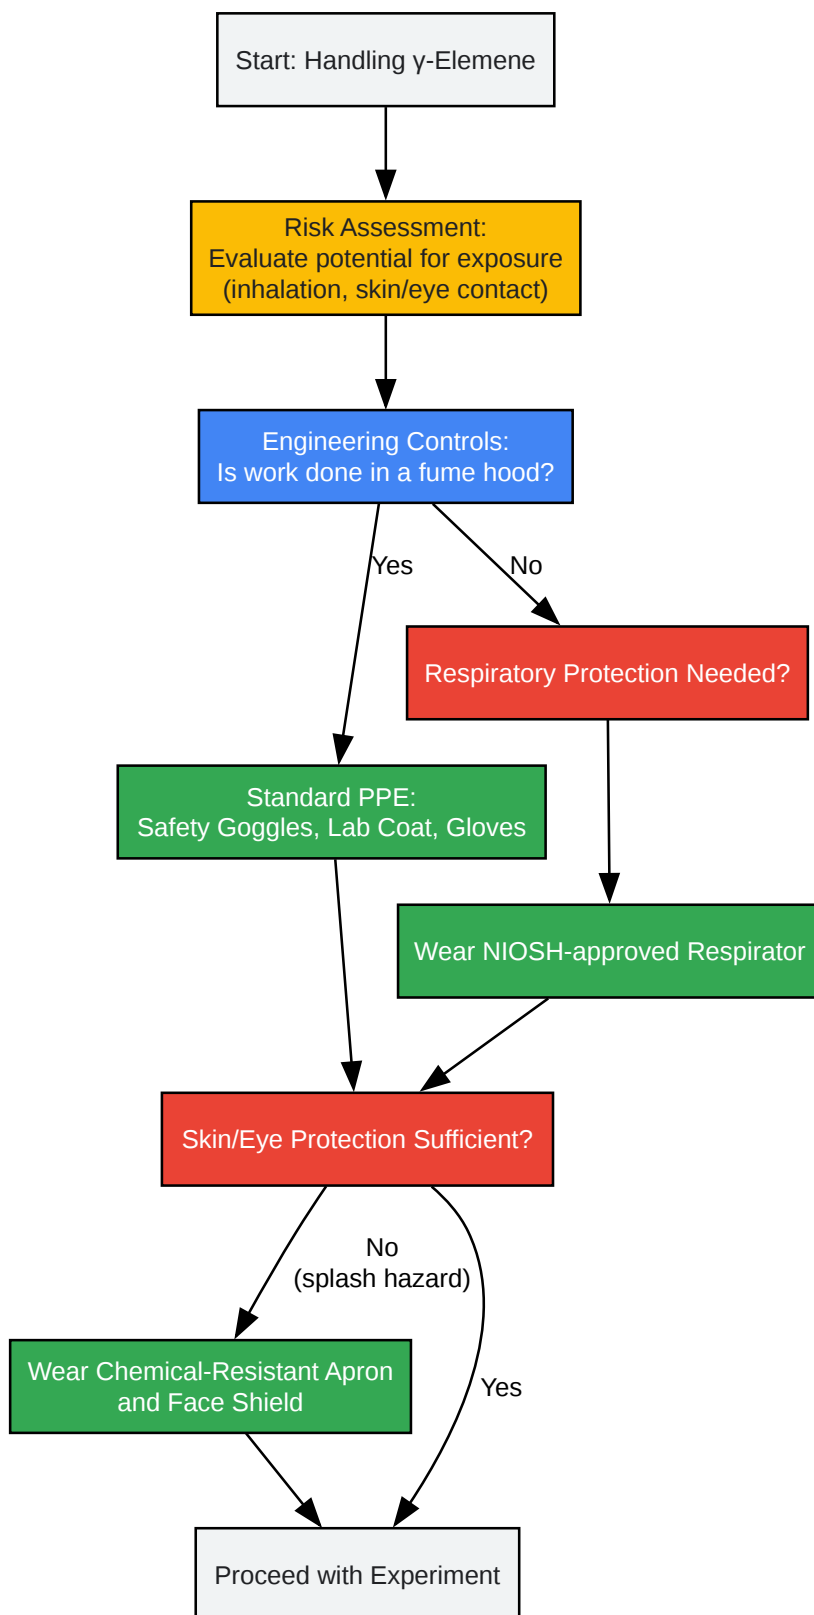 Start: Handling γ-Elemene
Risk Assessment:
Evaluate potential for exposure
(inhalation, skin/eye contact)
Engineering Controls:
Is work done in a fume hood?
Yes
No
Respiratory Protection Needed?
Standard PPE:
Safety Goggles, Lab Coat, Gloves
Wear NIOSH-approved Respirator
Skin/Eye Protection Sufficient?
No
(splash hazard)
Wear Chemical-Resistant Apron
and Face Shield
Yes
Proceed with Experiment